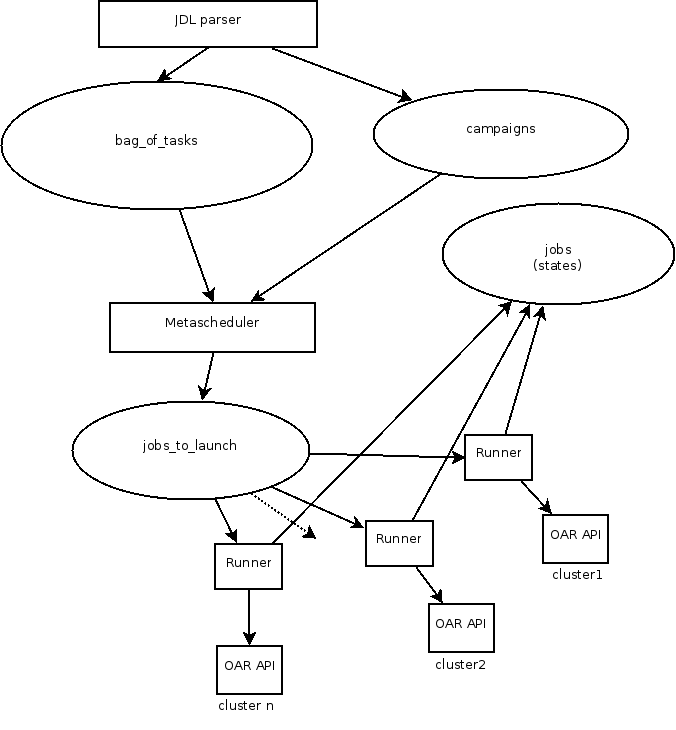 JDL parser
bag_of_tasks
campaigns
jobs
(states)
Metascheduler
jobs_to_launch
Runner
Runner
Runner
OAR API
cluster1
OAR API
cluster2
OAR API
cluster n